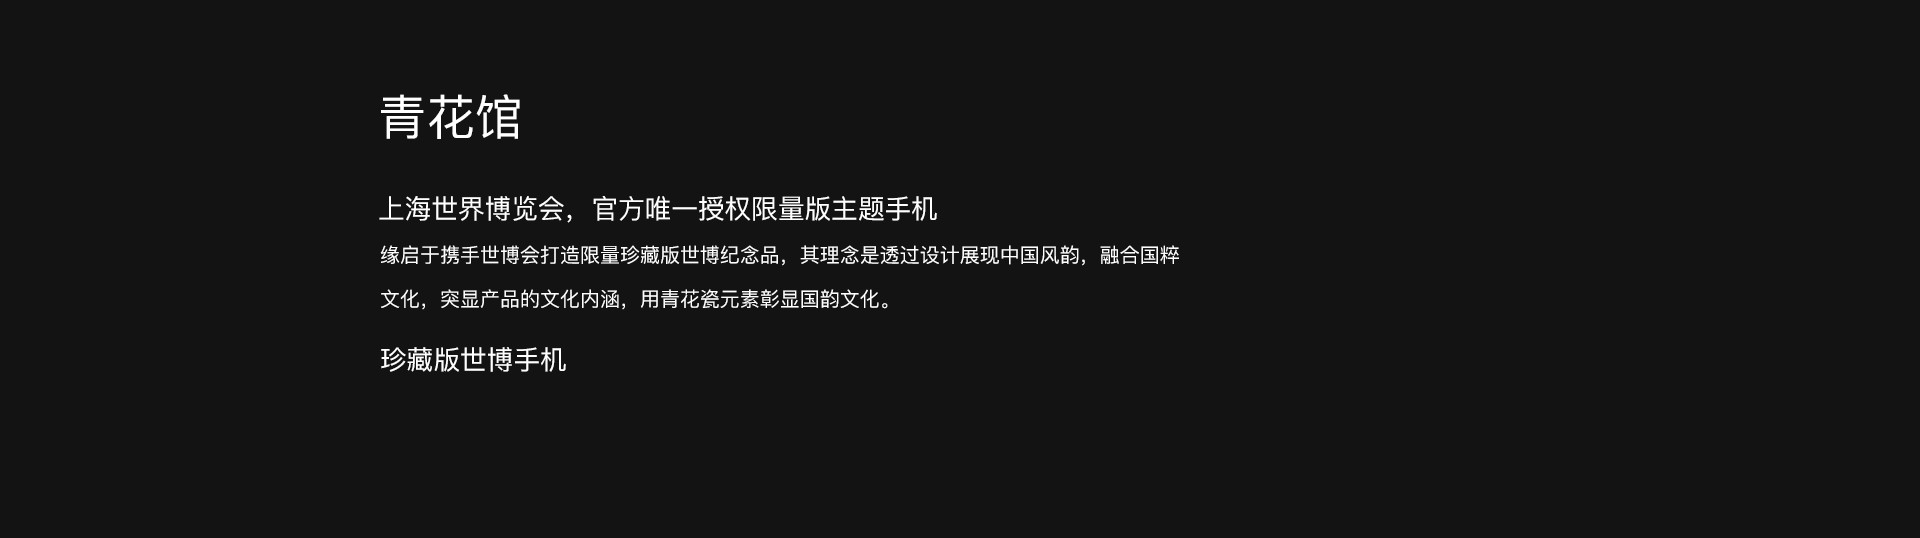 青花馆
上海世界博览会，官方唯一授权限量版主题手机
缘启于携手世博会打造限量珍藏版世博纪念品，其理念是透过设计展现中国风韵，融合国粹
文化，突显产品的文化内涵，用青花瓷元素彰显国韵文化。
珍藏版世博手机